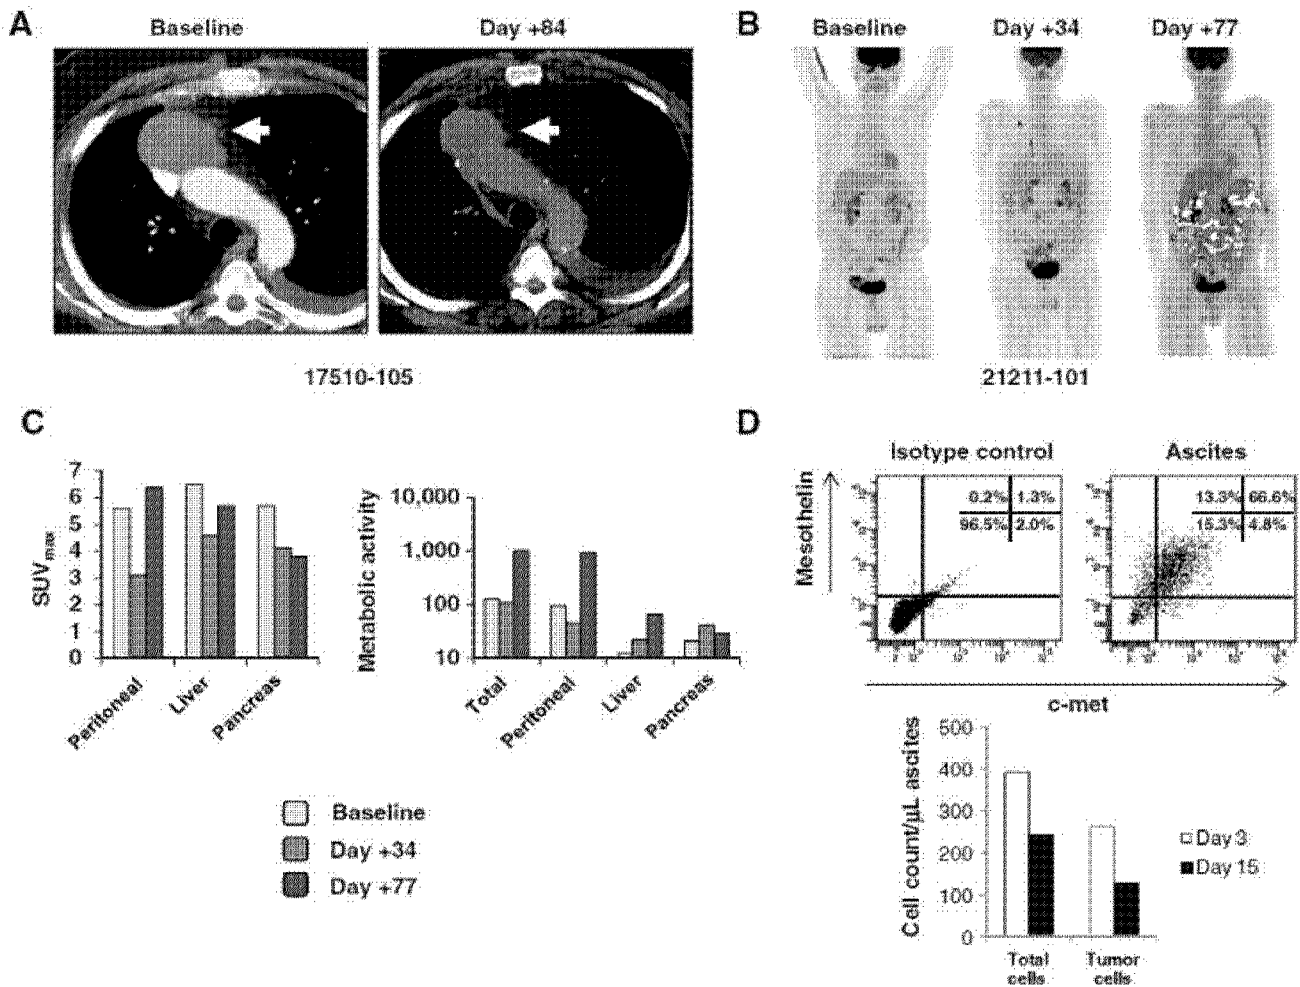 A
Baseline
Day +84
17510-105
B
Baseline
Day +34
Day +77
21211-101
C
SUVmax
7
6
5
4
3
2
1
0
Peritoneal
Liver
Pancreas
Metabolic activity
10,000
1,000
100
10
Total
Peritoneal
Liver
Pancreas
Baseline
Day +34
Day +77
D
Isotype control
Ascites
Mesothelin
0.2% 1.3%
96.5% 2.0%
13.3% 66.6%
15.3% 4.8%
c-met
Cell count/µL ascites
500
400
300
200
100
0
Total
cells
Tumor
cells
Day 3
Day 15